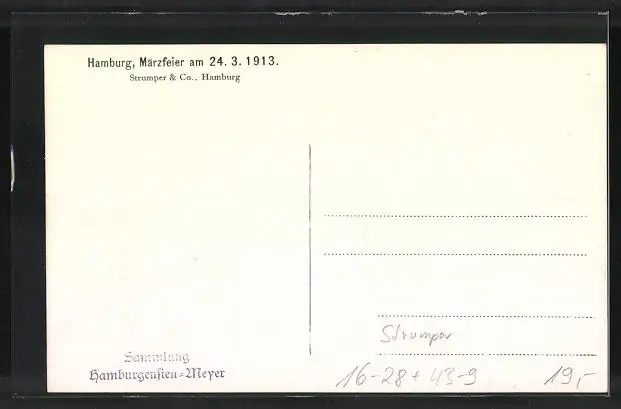 Hamburg, Märzfeier am 24. 3. 1913.
Strumper & Co., Hamburg
Strumper
Sammlung
Hamburgensien=Meyer
16-28 + 43-9
19,-